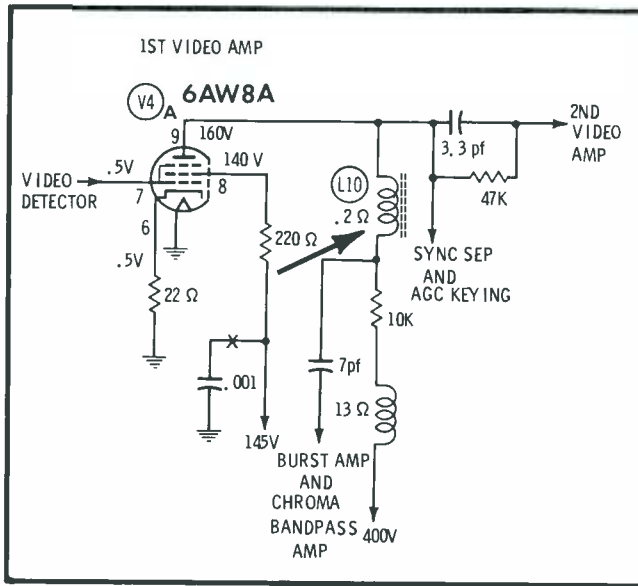 1ST VIDEO AMP
V4 A 6AW8A
9
160V
140 V
8
.5V
7
VIDEO
DETECTOR
6
.5V
22 Ω
220 Ω
X
.001
145V
L10
.2 Ω
3.3 pf
47K
2ND
VIDEO
AMP
SYNC SEP
AND
AGC KEYING
10K
7pf
13 Ω
BURST AMP
AND
CHROMA
BANDPASS
AMP
400V